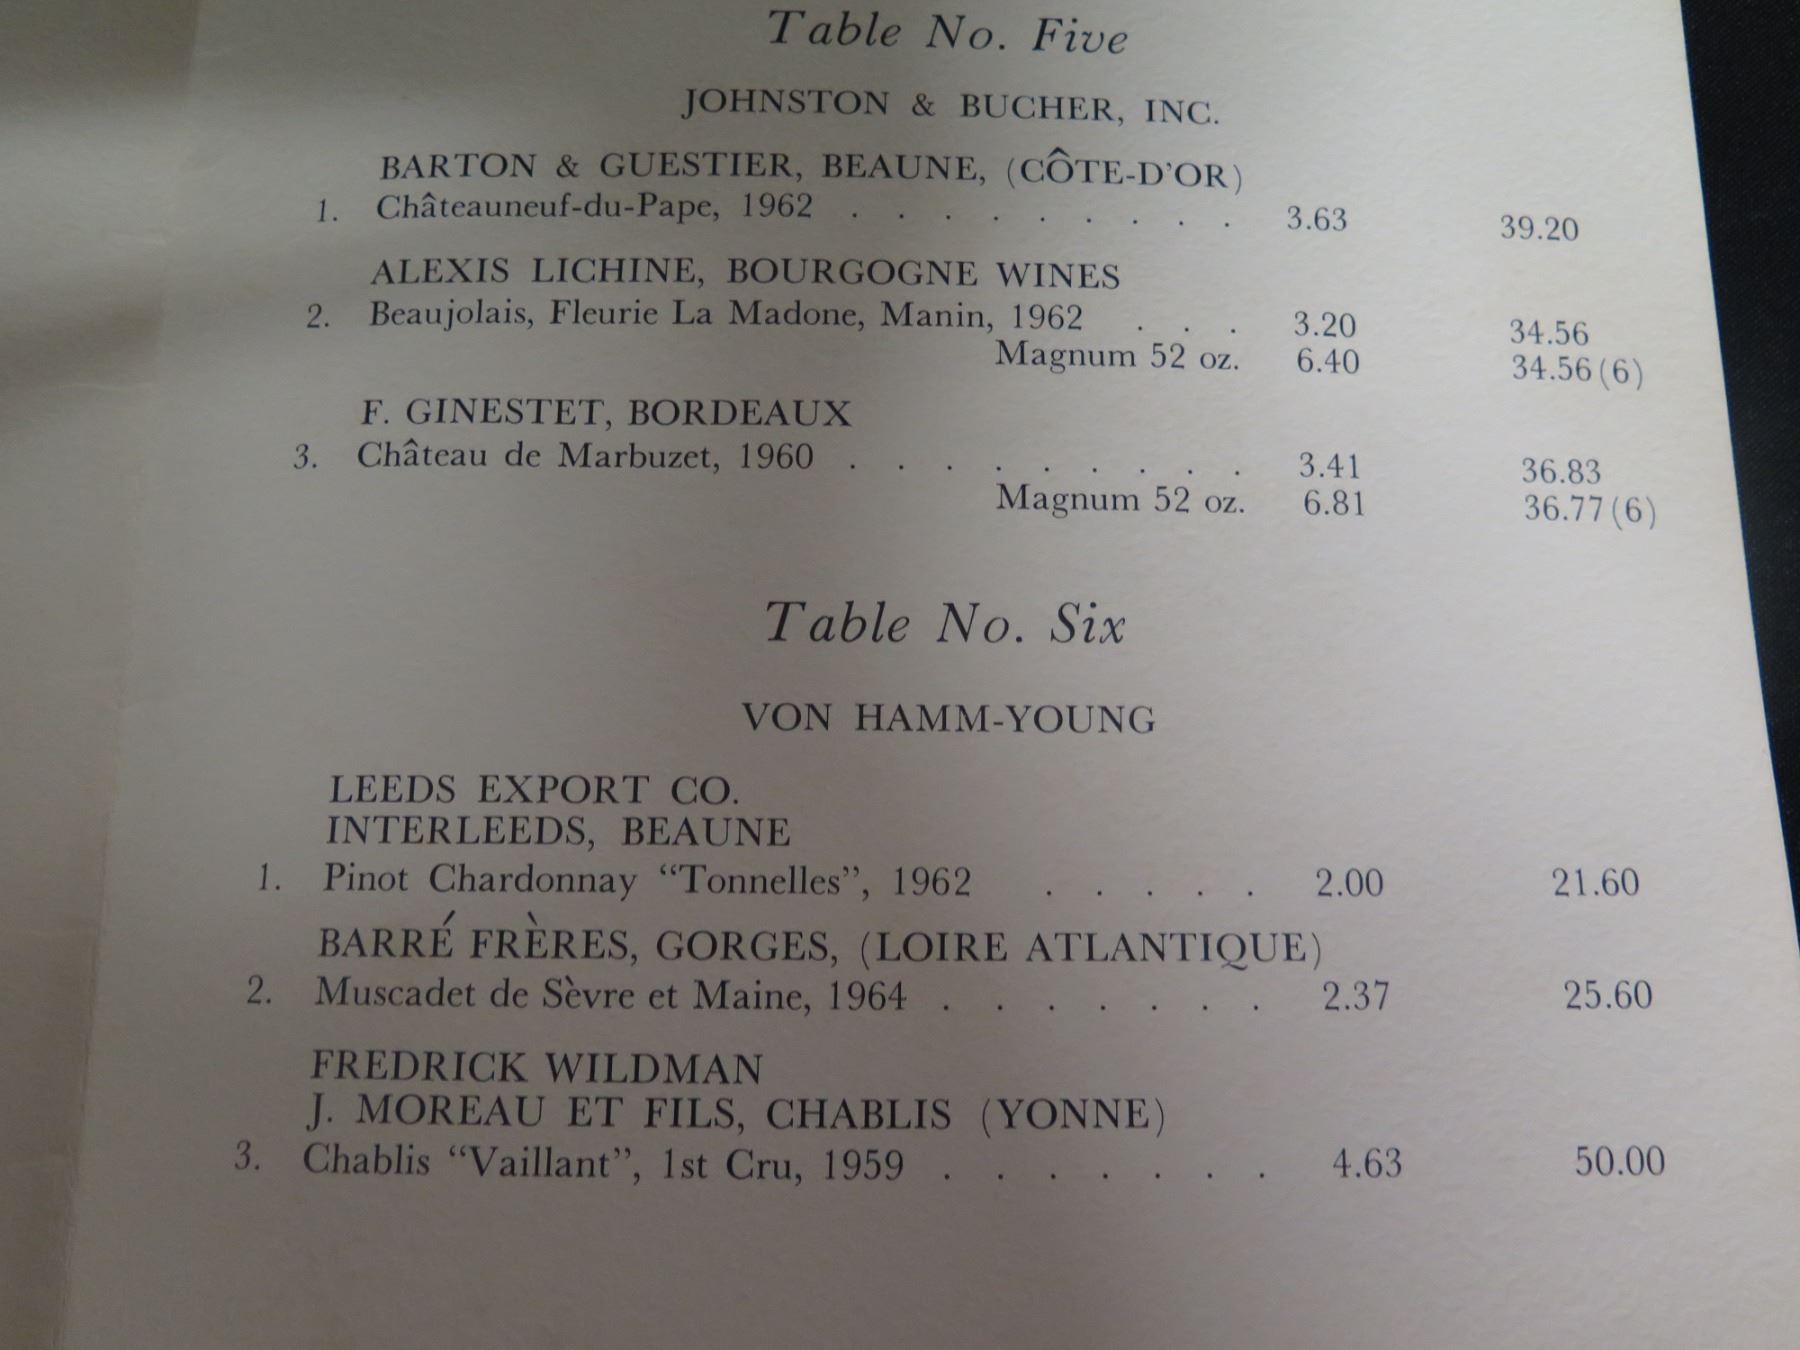 Table No. Five
JOHNSTON & BUCHER, INC.
BARTON & GUESTIER, BEAUNE, (CÔTE-D'OR)
1. Châteauneuf-du-Pape, 1962 . . . . . . . . . 3.63 39.20
ALEXIS LICHINE, BOURGOGNE WINES
2. Beaujolais, Fleurie La Madone, Manin, 1962 . . . 3.20 34.56
Magnum 52 oz. 6.40 34.56(6)
F. GINESTET, BORDEAUX
3. Château de Marbuzet, 1960 . . . . . . . . . 3.41 36.83
Magnum 52 oz. 6.81 36.77(6)
Table No. Six
VON HAMM-YOUNG
LEEDS EXPORT CO.
INTERLEEDS, BEAUNE
1. Pinot Chardonnay “Tonnelles”, 1962 . . . . . 2.00 21.60
BARRÉ FRÈRES, GORGES, (LOIRE ATLANTIQUE)
2. Muscadet de Sèvre et Maine, 1964 . . . . . . . 2.37 25.60
FREDRICK WILDMAN
J. MOREAU ET FILS, CHABLIS (YONNE)
3. Chablis “Vaillant”, 1st Cru, 1959 . . . . . . . 4.63 50.00